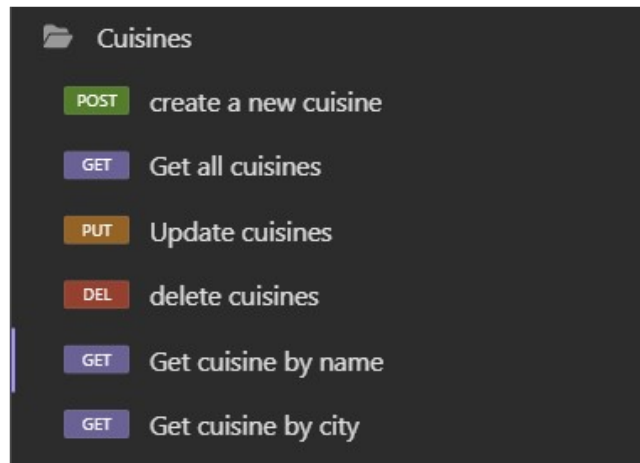 Cuisines
POST create a new cuisine
GET Get all cuisines
PUT Update cuisines
DEL delete cuisines
GET Get cuisine by name
GET Get cuisine by city